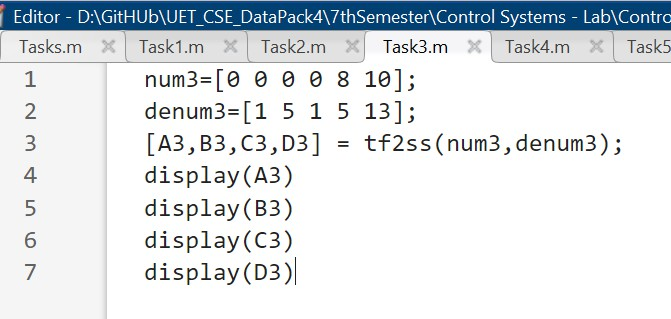 Editor - D:\GitHUb\UET_CSE_DataPack4\7thSemester\Control Systems - Lab\Contro
Tasks.m Task1.m Task2.m Task3.m Task4.m Task5
1 num3=[0 0 0 0 8 10];
2 denum3=[1 5 1 5 13];
3 [A3,B3,C3,D3] = tf2ss(num3,denum3);
4 display(A3)
5 display(B3)
6 display(C3)
7 display(D3)